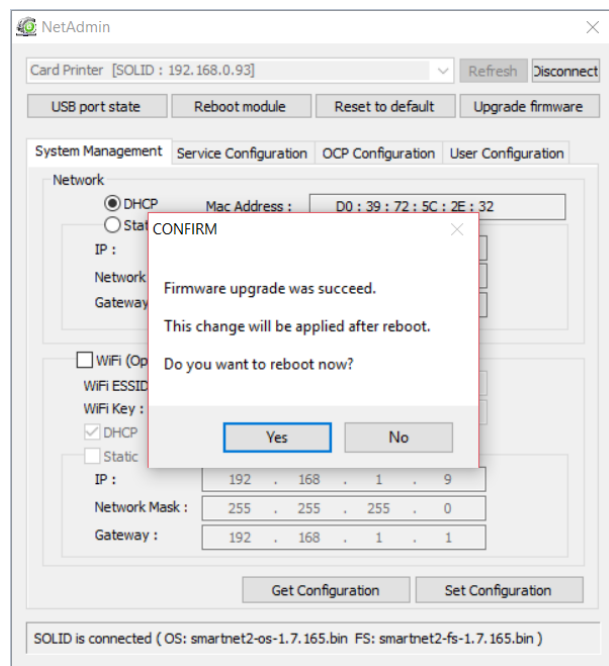 NetAdmin
Card Printer [SOLID : 192.168.0.93]
Refresh
Disconnect
USB port state
Reboot module
Reset to default
Upgrade firmware
System Management
Service Configuration
OCP Configuration
User Configuration
Network
DHCP
Mac Address :
D0 : 39 : 72 : 5C : 2E : 32
Stat
IP :
Network
Gateway
CONFIRM
Firmware upgrade was succeed.
This change will be applied after reboot.
Do you want to reboot now?
Yes
No
WiFi (Op
WiFi ESSID
WiFi Key :
DHCP
Static
IP :
192 . 168 . 1 . 9
Network Mask :
255 . 255 . 255 . 0
Gateway :
192 . 168 . 1 . 1
Get Configuration
Set Configuration
SOLID is connected ( OS: smartnet2-os-1.7.165.bin FS: smartnet2-fs-1.7.165.bin )